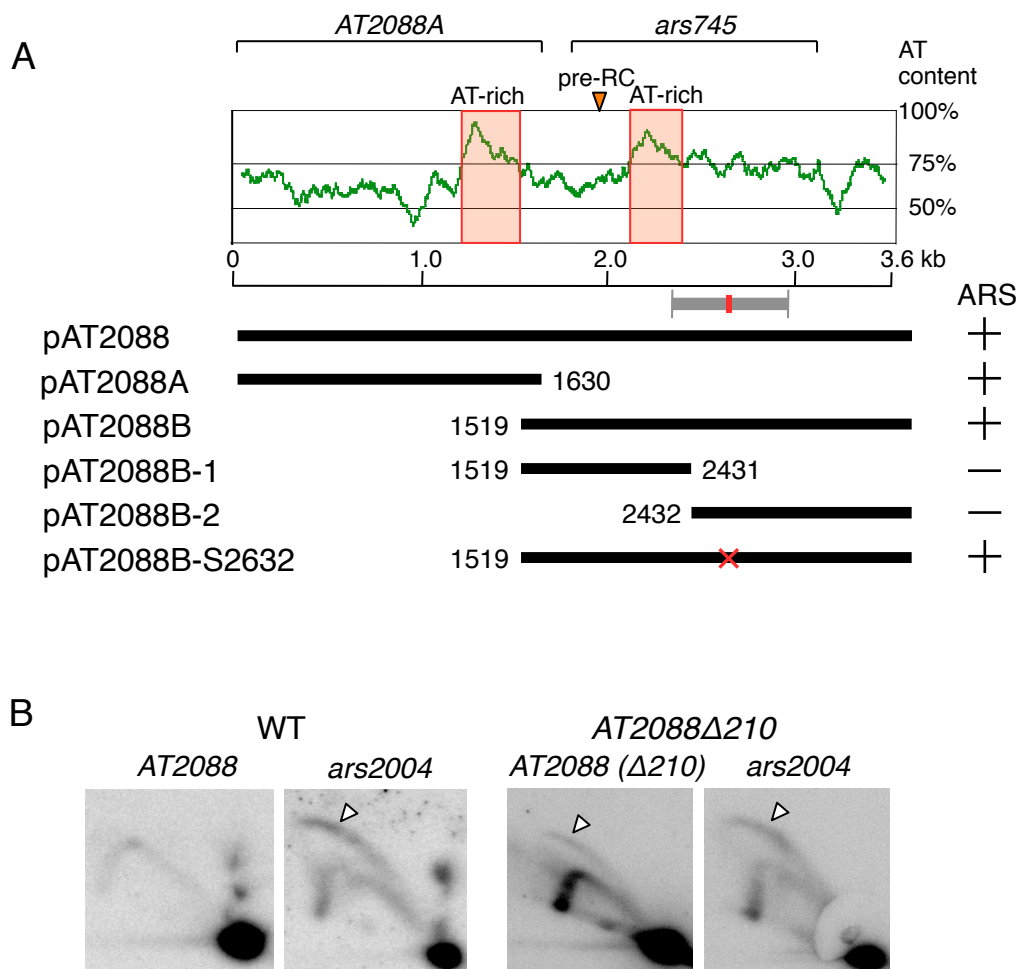 A
AT2088A ars745
pre-RC
AT-rich AT-rich
AT content
100%
75%
50%
0 1.0 2.0 3.0 3.6 kb
ARS
pAT2088 +
pAT2088A 1630 +
pAT2088B 1519 +
pAT2088B-1 1519 2431 —
pAT2088B-2 2432 —
pAT2088B-S2632 1519 +
B
WT AT2088Δ210
AT2088 ars2004 AT2088 (Δ210) ars2004